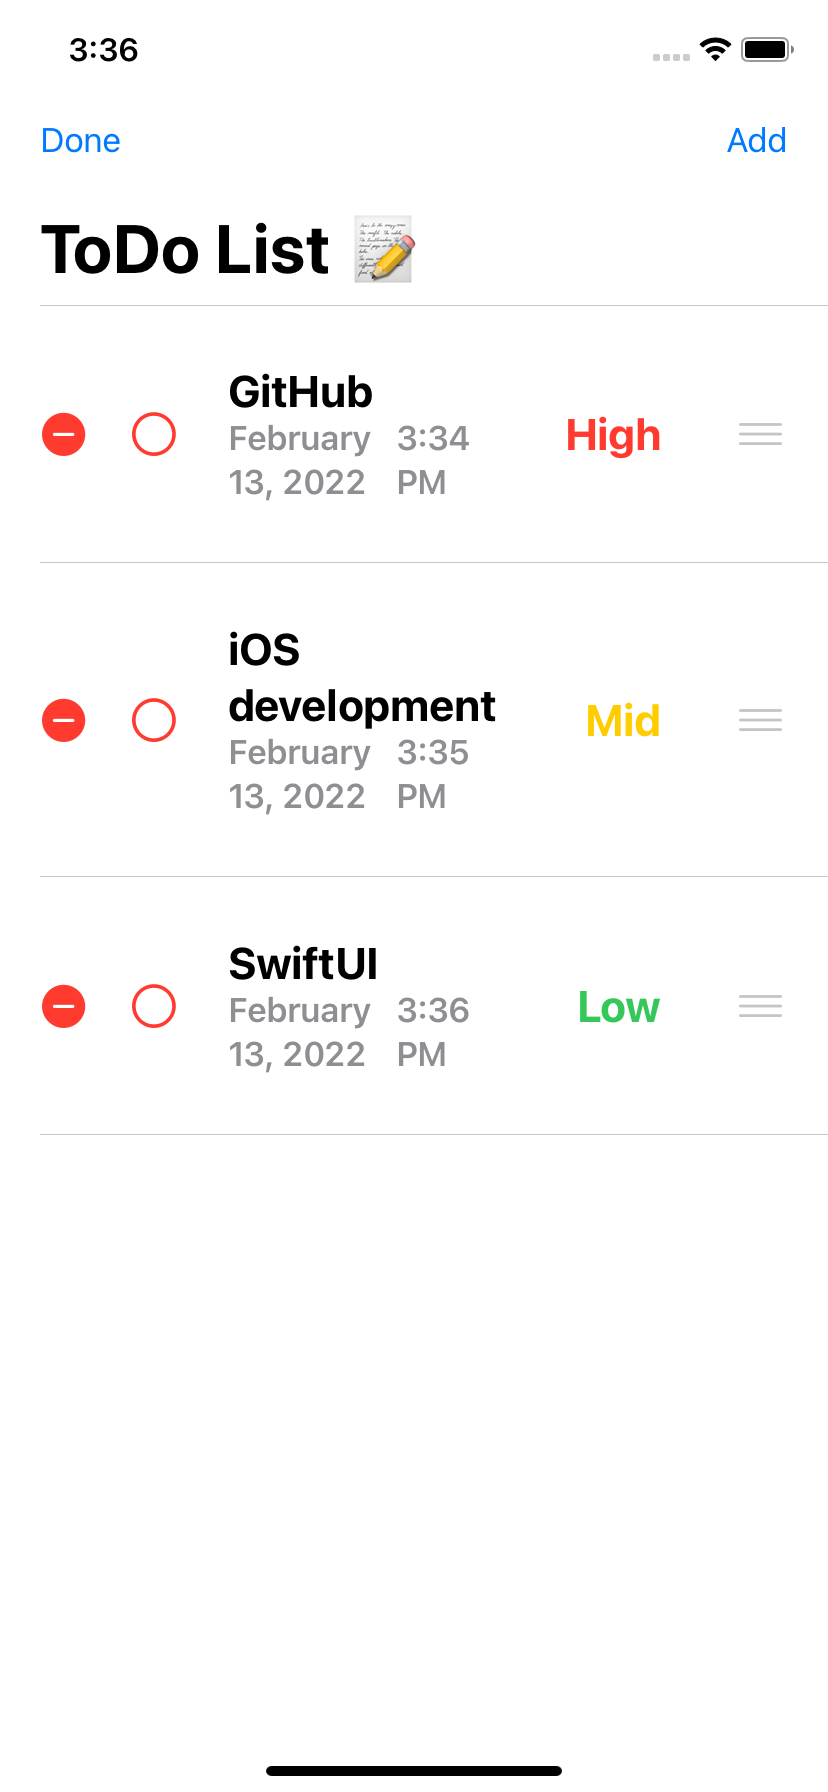 3:36
Done Add
ToDo List
GitHub
February 3:34
13, 2022 PM
High
iOS
development
February 3:35
13, 2022 PM
Mid
SwiftUI
February 3:36
13, 2022 PM
Low